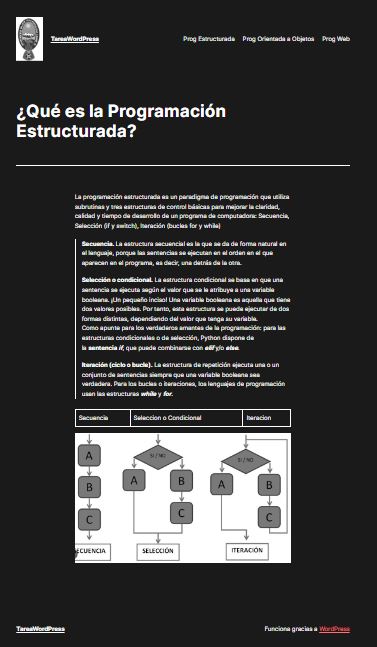 TareaWordPress
Prog Estructurada Prog Orientada a Objetos Prog Web
¿Qué es la Programación
Estructurada?
La programación estructurada es un paradigma de programación que utiliza
subrutinas y tres estructuras de control básicas para mejorar la claridad,
calidad y tiempo de desarrollo de un programa de computadora: Secuencia,
Selección (if y switch), Iteración (bucles for y while)
Secuencia. La estructura secuencial es la que se da de forma natural en
el lenguaje, porque las sentencias se ejecutan en el orden en el que
aparecen en el programa, es decir, una detrás de la otra.
Selección o condicional. La estructura condicional se basa en que una
sentencia se ejecuta según el valor que se le atribuye a una variable
booleana. ¡Un pequeño inciso! Una variable booleana es aquella que tiene
dos valores posibles. Por tanto, esta estructura se puede ejecutar de dos
formas distintas, dependiendo del valor que tenga su variable.
Como apunte para los verdaderos amantes de la programación: para las
estructuras condicionales o de selección, Python dispone de
la sentencia if, que puede combinarse con elif y/o else.
Iteración (ciclo o bucle). La estructura de repetición ejecuta una o un
conjunto de sentencias siempre que una variable booleana sea
verdadera. Para los bucles o iteraciones, los lenguajes de programación
usan las estructuras while y for.
Secuencia Seleccion o Condicional Iteracion
A
B
C
ECUENCIA
SI / NO
A
B
C
SELECCIÓN
SI / NO
A
B
C
ITERACIÓN
TareaWordPress
Funciona gracias a WordPress